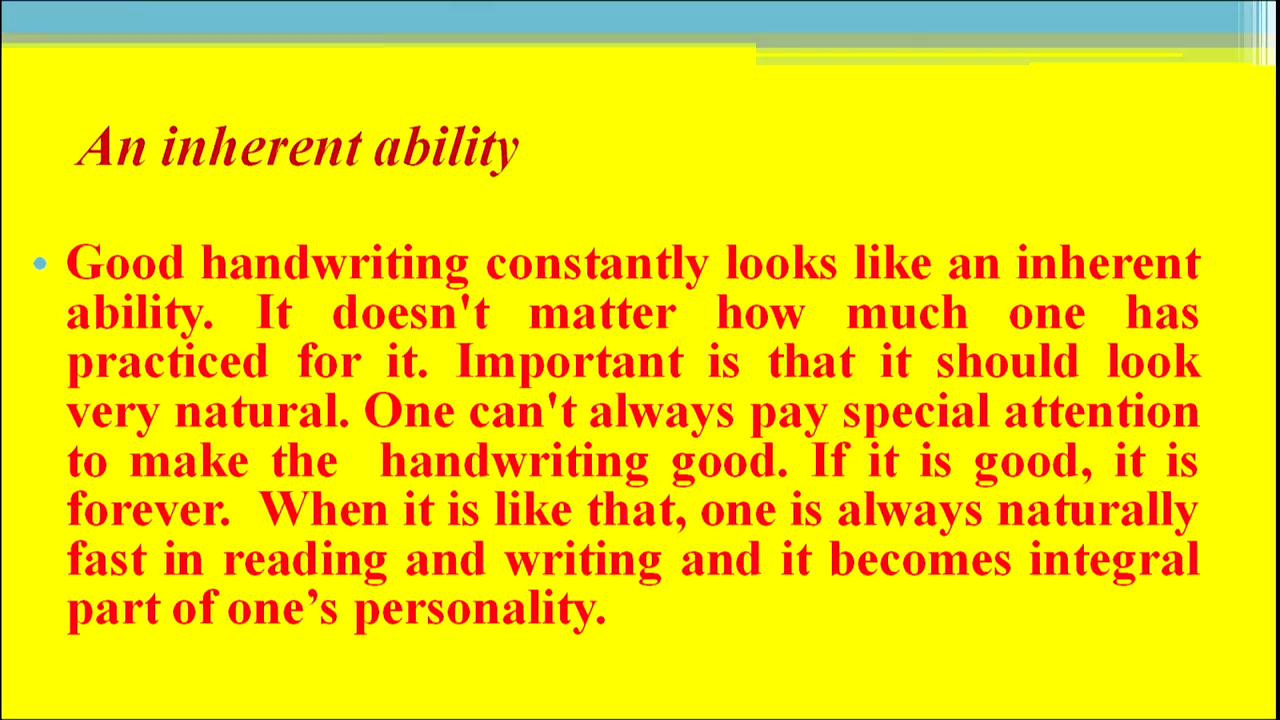 An inherent ability
• Good handwriting constantly looks like an inherent
ability. It doesn't matter how much one has
practiced for it. Important is that it should look
very natural. One can't always pay special attention
to make the  handwriting good. If it is good, it is
forever.  When it is like that, one is always naturally
fast in reading and writing and it becomes integral
part of one’s personality.